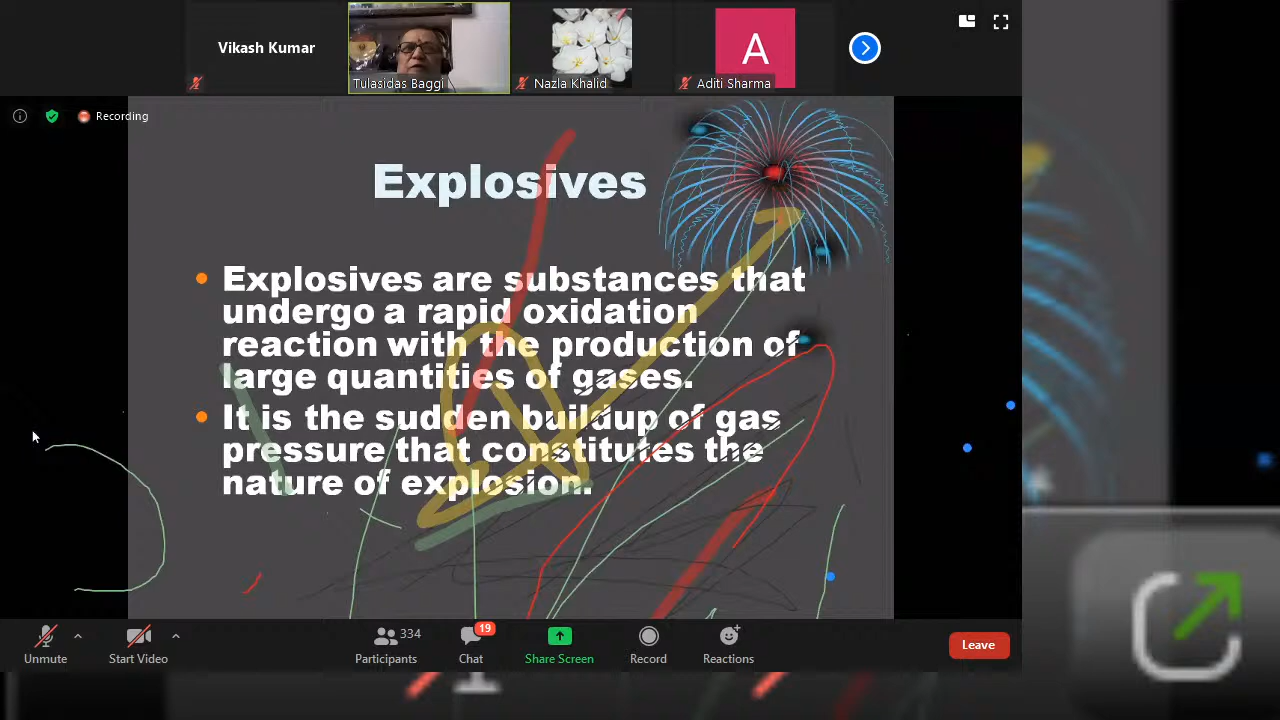 Vikash Kumar
Tulasidas Baggi
Nazla Khalid
A
Aditi Sharma
Recording
Explosives
Explosives are substances that
undergo a rapid oxidation
reaction with the production of
large quantities of gases.
It is the sudden buildup of gas
pressure that constitutes the
nature of explosion.
Unmute
Start Video
334
Participants
19
Chat
Share Screen
Record
Reactions
Leave